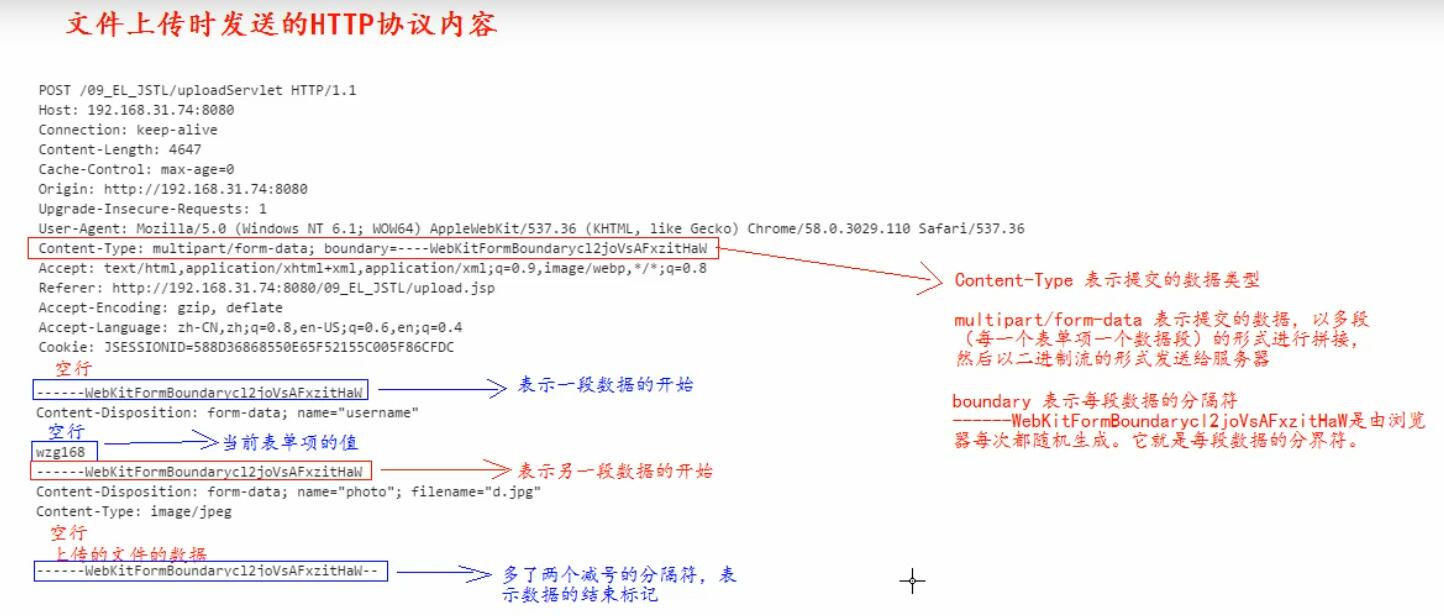 文件上传时发送的HTTP协议内容
POST /09_EL_JSTL/uploadServlet HTTP/1.1
Host: 192.168.31.74:8080
Connection: keep-alive
Content-Length: 4647
Cache-Control: max-age=0
Origin: http://192.168.31.74:8080
Upgrade-Insecure-Requests: 1
User-Agent: Mozilla/5.0 (Windows NT 6.1; WOW64) AppleWebKit/537.36 (KHTML, like Gecko) Chrome/58.0.3029.110 Safari/537.36
Content-Type: multipart/form-data; boundary=----WebKitFormBoundarycl2joVsAFxzitHaW
Accept: text/html,application/xhtml+xml,application/xml;q=0.9,image/webp,*/*;q=0.8
Referer: http://192.168.31.74:8080/09_EL_JSTL/upload.jsp
Accept-Encoding: gzip, deflate
Accept-Language: zh-CN,zh;q=0.8,en-US;q=0.6,en;q=0.4
Cookie: JSESSIONID=588D36868550E65F52155C005F86CFDC
空行
------WebKitFormBoundarycl2joVsAFxzitHaW
表示一段数据的开始
Content-Disposition: form-data; name="username"
空行
wzg168
当前表单项的值
------WebKitFormBoundarycl2joVsAFxzitHaW
表示另一段数据的开始
Content-Disposition: form-data; name="photo"; filename="d.jpg"
Content-Type: image/jpeg
空行
上传的文件的数据
------WebKitFormBoundarycl2joVsAFxzitHaW--
多了两个减号的分隔符，表
示数据的结束标记
Content-Type 表示提交的数据类型
multipart/form-data 表示提交的数据，以多段
（每一个表单项一个数据段）的形式进行拼接，
然后以二进制流的形式发送给服务器
boundary 表示每段数据的分隔符
------WebKitFormBoundarycl2joVsAFxzitHaW是由浏览
器每次都随机生成。它就是每段数据的分界符。